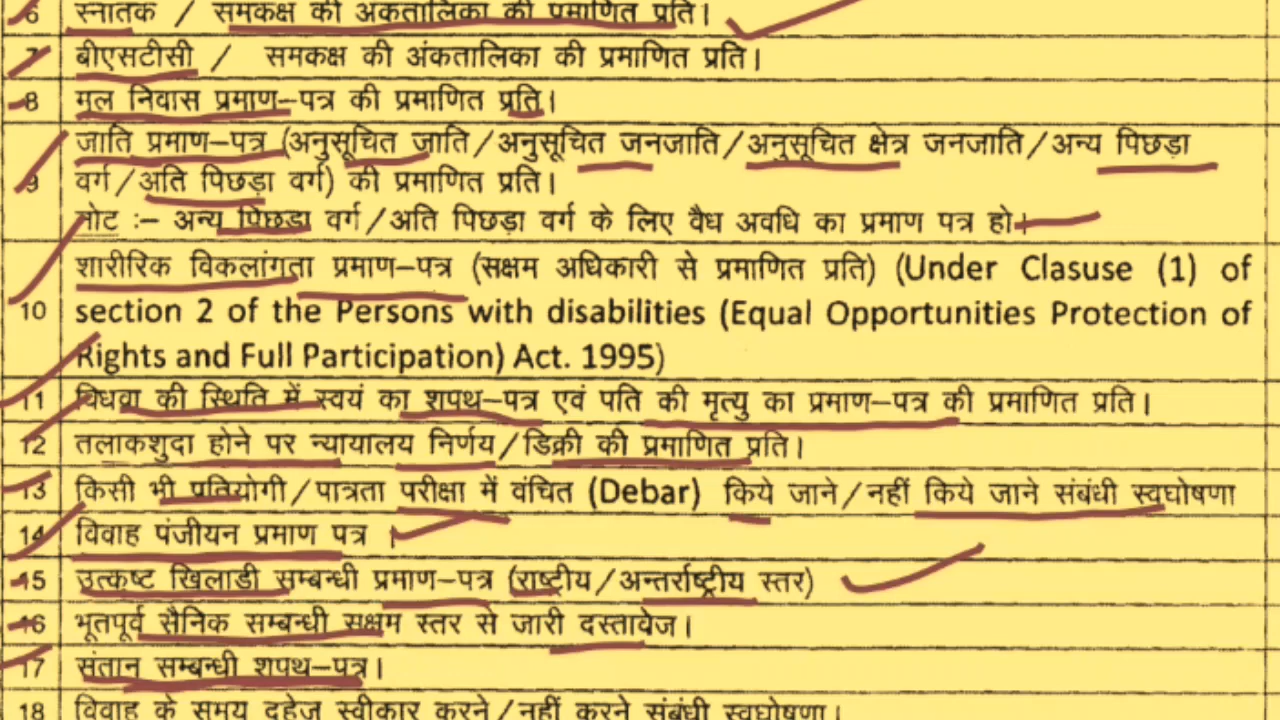 6 स्नातक / समकक्ष की अंकतालिका की प्रमाणित प्रति।
7 बीएसटीसी / समकक्ष की अंकतालिका की प्रमाणित प्रति।
8 मूल निवास प्रमाण–पत्र की प्रमाणित प्रति।
जाति प्रमाण–पत्र (अनुसूचित जाति/अनुसूचित जनजाति/अनुसूचित क्षेत्र जनजाति/अन्य पिछड़ा
9 वर्ग/अति पिछड़ा वर्ग) की प्रमाणित प्रति।
नोट :– अन्य पिछडा वर्ग/अति पिछड़ा वर्ग के लिए वैध अवधि का प्रमाण पत्र हो।
शारीरिक विकलांगता प्रमाण–पत्र (सक्षम अधिकारी से प्रमाणित प्रति) (Under Clasuse (1) of
10 section 2 of the Persons with disabilities (Equal Opportunities Protection of
Rights and Full Participation) Act. 1995)
11 विधवा की स्थिति में स्वयं का शपथ–पत्र एवं पति की मृत्यु का प्रमाण–पत्र की प्रमाणित प्रति।
12 तलाकशुदा होने पर न्यायालय निर्णय/डिक्री की प्रमाणित प्रति।
13 किसी भी प्रतियोगी/पात्रता परीक्षा में वंचित (Debar) किये जाने/नहीं किये जाने संबंधी स्वघोषणा
14 विवाह पंजीयन प्रमाण पत्र ।
15 उत्कष्ट खिलाडी सम्बन्धी प्रमाण–पत्र (राष्ट्रीय/अन्तर्राष्ट्रीय स्तर)
16 भूतपूर्व सैनिक सम्बन्धी सक्षम स्तर से जारी दस्तावेज।
17 संतान सम्बन्धी शपथ–पत्र।
18 विवाह के समय दहेज स्वीकार करने/नहीं करने संबंधी स्वघोषणा।